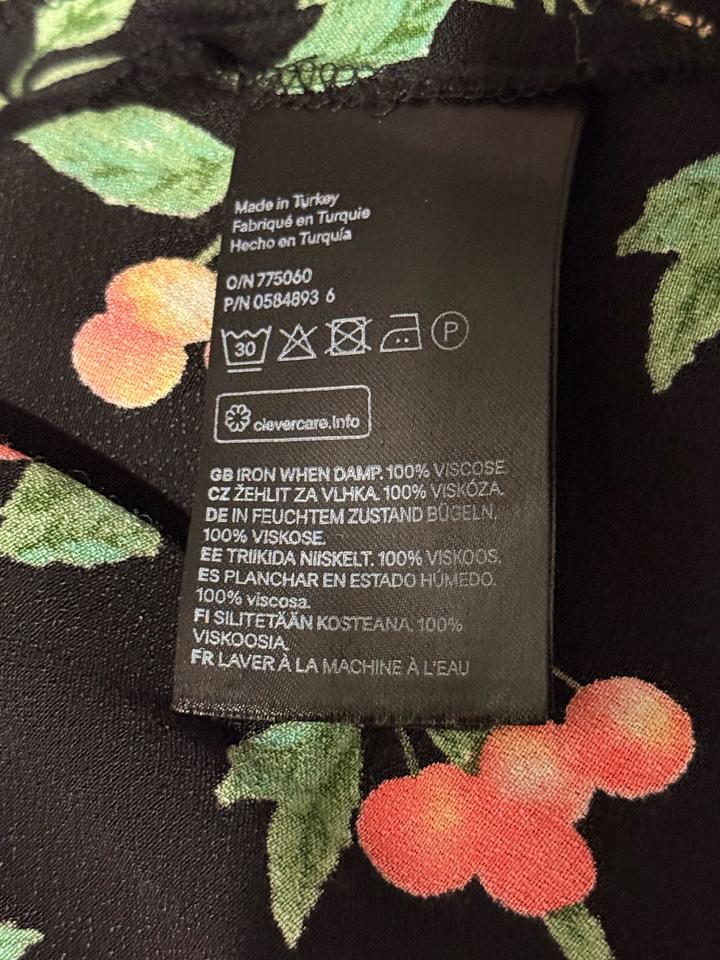 Made in Turkey
Fabriqué en Turquie
Hecho en Turquía
O/N 775060
P/N 0584893 6
30
P
clevercare.info
GB IRON WHEN DAMP. 100% VISCOSE.
CZ ŽEHLIT ZA VLHKA. 100% VISKÓZA.
DE IN FEUCHTEM ZUSTAND BÜGELN.
100% VISKOSE.
EE TRIIKIDA NIISKELT. 100% VISKOOS.
ES PLANCHAR EN ESTADO HÚMEDO.
100% viscosa.
FI SILITETÄÄN KOSTEANA. 100%
VISKOOSIA.
FR LAVER À LA MACHINE À L'EAU